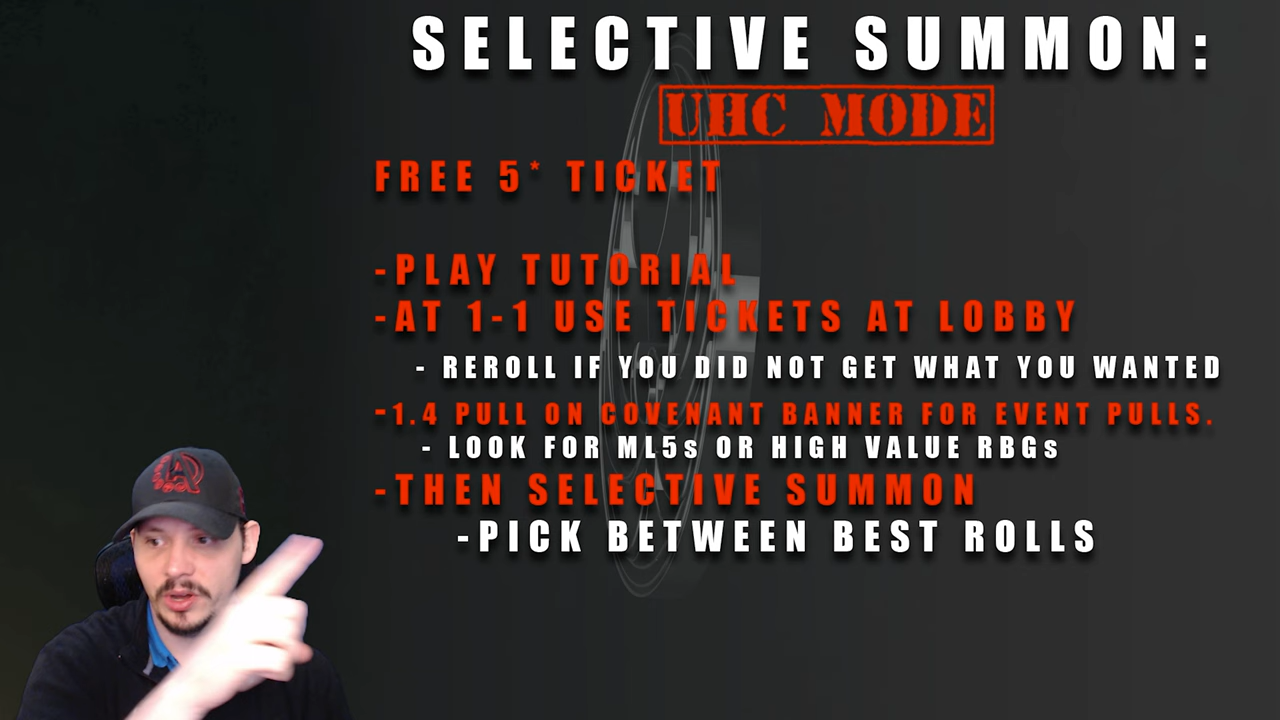 SELECTIVE SUMMON:
UHC MODE
FREE 5* TICKET
-PLAY TUTORIAL
-AT 1-1 USE TICKETS AT LOBBY
- REROLL IF YOU DID NOT GET WHAT YOU WANTED
-1.4 PULL ON COVENANT BANNER FOR EVENT PULLS.
- LOOK FOR ML5s OR HIGH VALUE RBGs
-THEN SELECTIVE SUMMON
-PICK BETWEEN BEST ROLLS